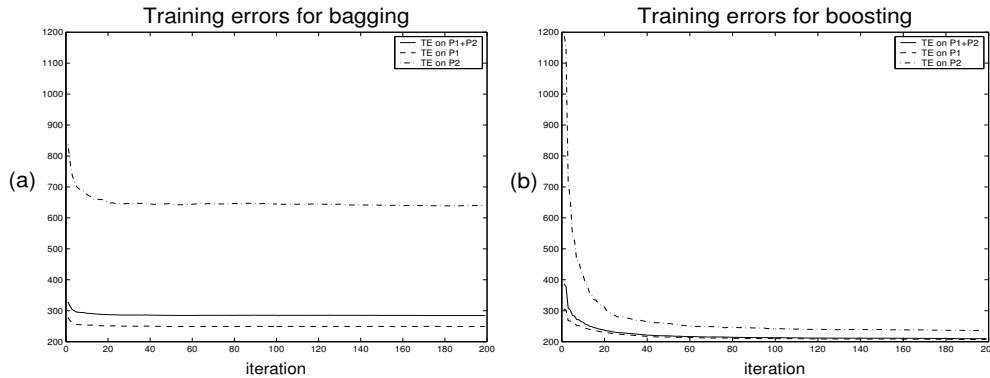 Training errors for bagging
1200
1100
1000
900
800
700
600
500
400
300
200
0 20 40 60 80 100 120 140 160 180 200
iteration
(a)
TE on P1+P2
TE on P1
TE on P2
Training errors for boosting
1200
1100
1000
900
800
700
600
500
400
300
200
0 20 40 60 80 100 120 140 160 180 200
iteration
(b)
TE on P1+P2
TE on P1
TE on P2